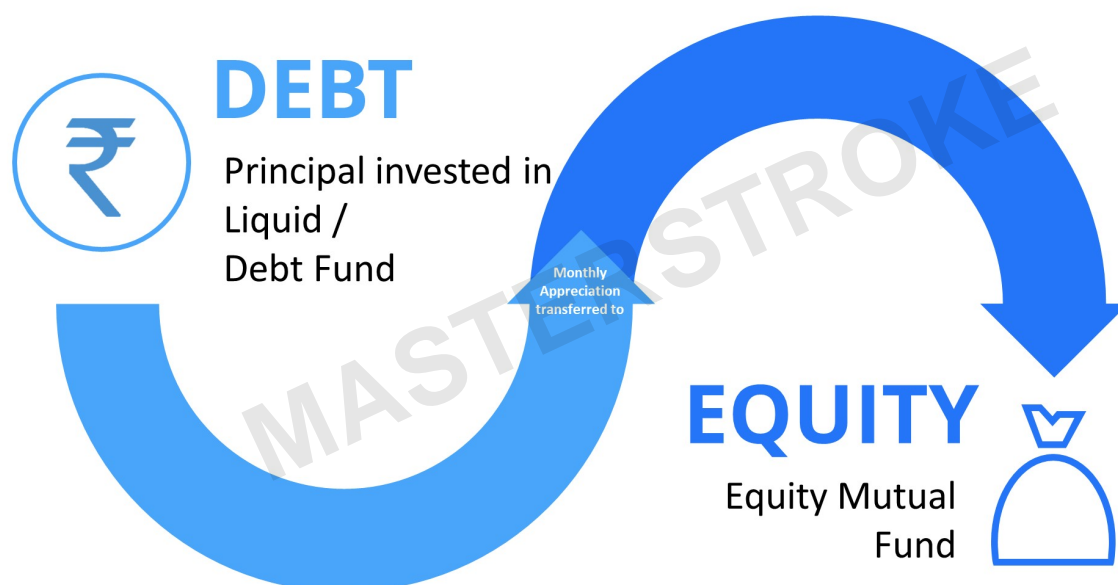 ₹
DEBT
Principal invested in
Liquid /
Debt Fund
Monthly
Appreciation
transferred to
MASTERSTROKE
EQUITY
Equity Mutual
Fund